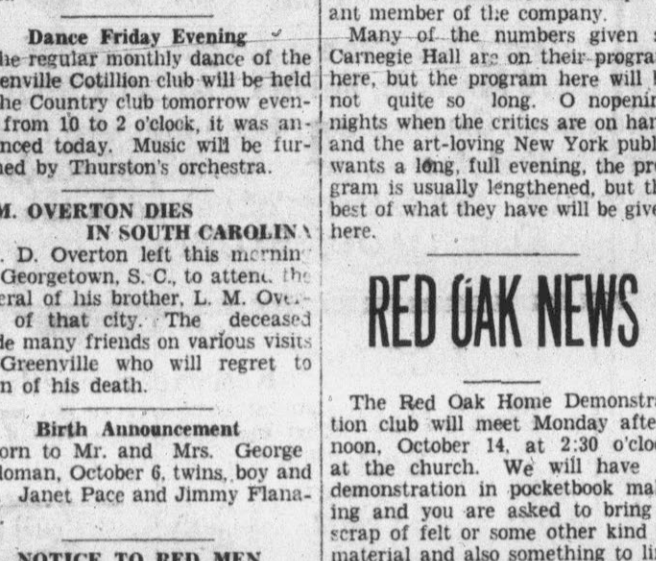 Dance Friday Evening
he regular monthly dance of the
enville Cotillion club will be held
he Country club tomorrow even-
from 10 to 2 o'clock, it was an-
nced today. Music will be fur-
ned by Thurston's orchestra.
M. OVERTON DIES
IN SOUTH CAROLINA
. D. Overton left this morning
Georgetown, S. C., to attend the
eral of his brother, L. M. Over-
of that city. The deceased
de many friends on various visits
Greenville who will regret to
n of his death.
Birth Announcement
orn to Mr. and Mrs. George
loman, October 6, twins, boy and
Janet Pace and Jimmy Flana-
NOTICE TO RED MEN
ant member of the company.
Many of the numbers given
Carnegie Hall are on their progra
here, but the program here will b
not quite so long. O nopenin
nights when the critics are on han
and the art-loving New York publ
wants a long, full evening, the pro
gram is usually lengthened, but th
best of what they have will be give
here.
RED OAK NEWS
The Red Oak Home Demonstra
tion club will meet Monday afte
noon, October 14, at 2:30 o'cloc
at the church. We will have
demonstration in pocketbook mak
ing and you are asked to bring
scrap of felt or some other kind
material and also something to li